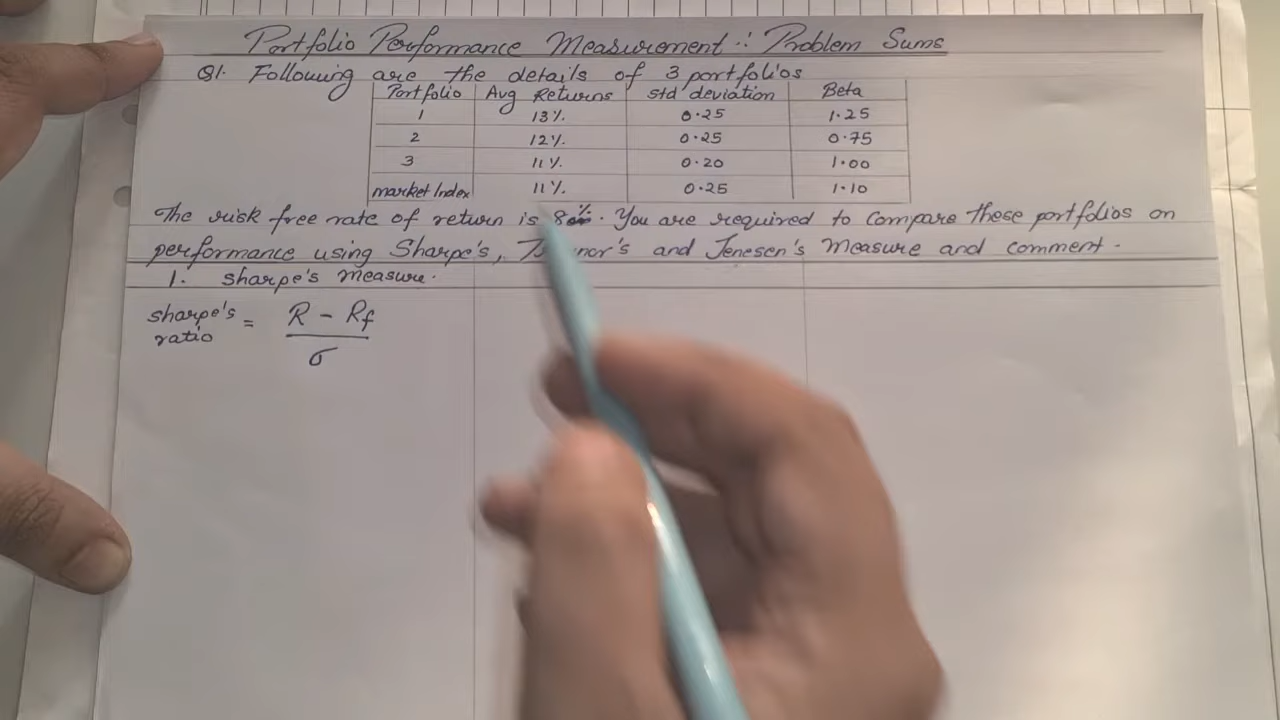 Portfolio Performance Measurement :: Problem Sums
Q1. Following are the details of 3 portfolios
Portfolio Avg Returns std deviation Beta
1 13%. 0.25 1.25
2 12%. 0.25 0.75
3 11%. 0.20 1.00
market Index 11%. 0.25 1.10
The risk free rate of return is 8%. You are required to compare these portfolios on
performance using Sharpe's, and Jenesen's Measure and comment.
1. Sharpe's Measure.
sharpe's ratio = R - Rf
σ